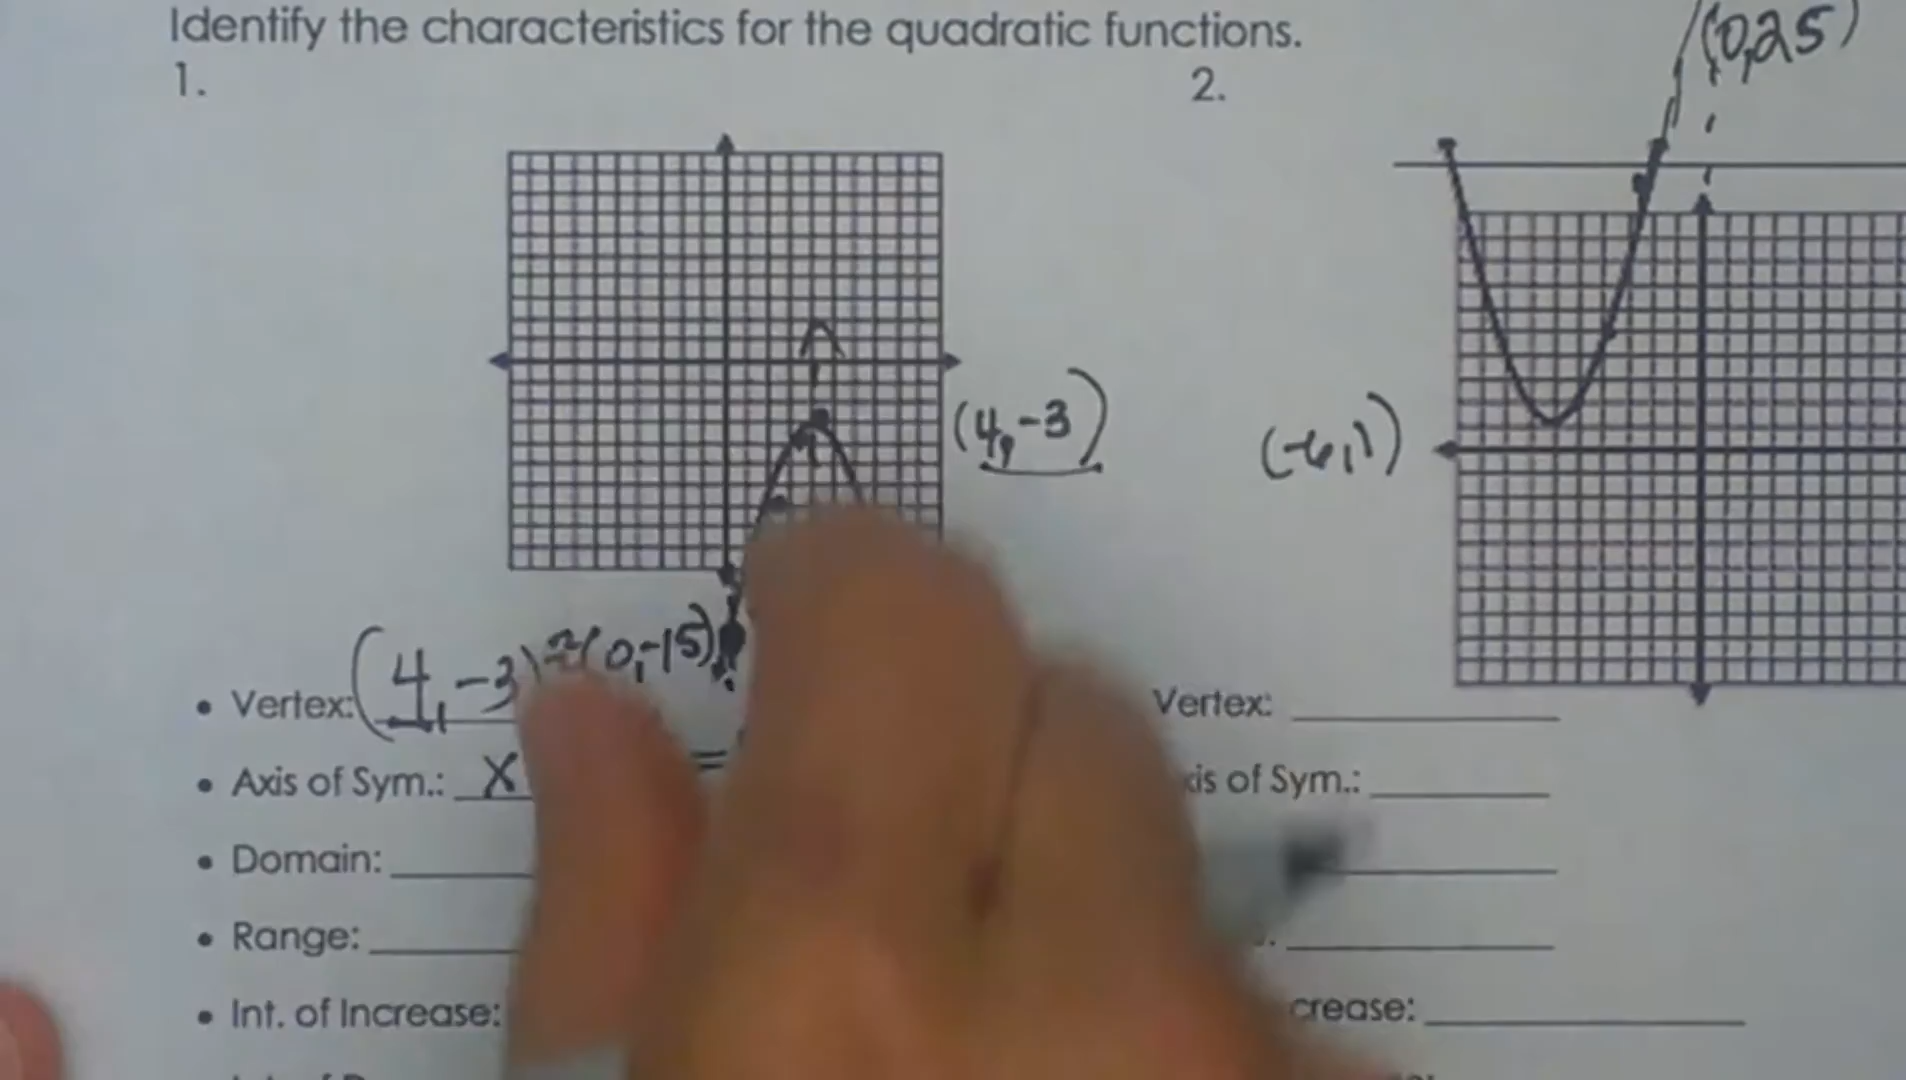 Identify the characteristics for the quadratic functions.
1.
2.
(0,25)
(4,-3)
(-6,1)
(0,-15)
• Vertex: (4,-3)
• Axis of Sym.: X =
• Domain:
• Range:
• Int. of Increase:
Vertex:
is of Sym.:
crease: